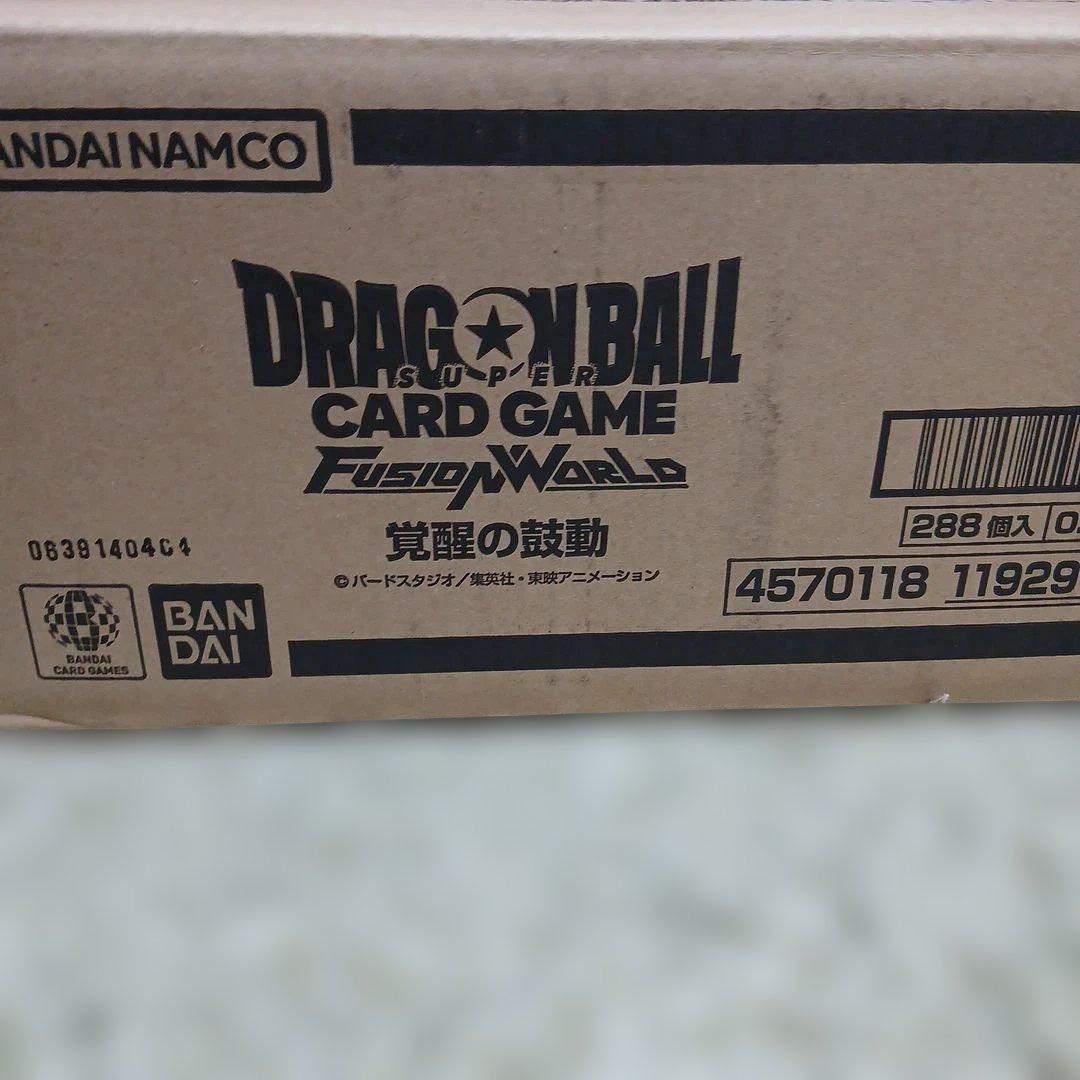 ANDAI NAMCO
DRAGON BALL
SUPER
CARD GAME
FUSION WORLD
覚醒の鼓動
©バードスタジオ/集英社・東映アニメーション
288個入
4570118 11929
BANDAI
CARD GAMES
BAN
DAI